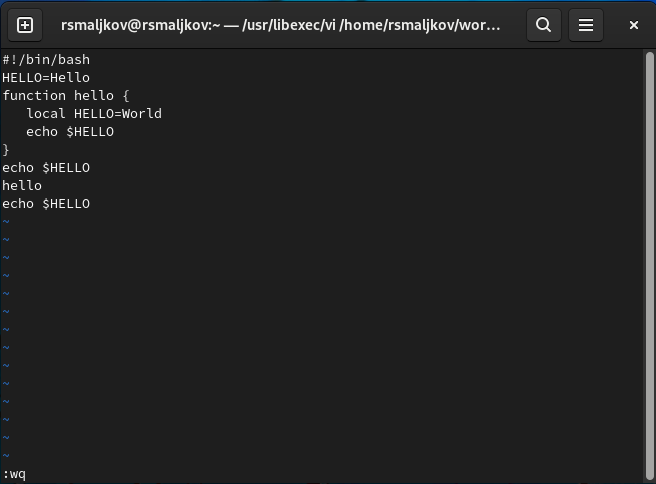 rsmaljkov@rsmaljkov:~ — /usr/libexec/vi /home/rsmaljkov/wor…
#!/bin/bash
HELLO=Hello
function hello {
   local HELLO=World
   echo $HELLO
}
echo $HELLO
hello
echo $HELLO
~
~
~
~
~
~
~
~
~
~
~
~
~
~
:wq